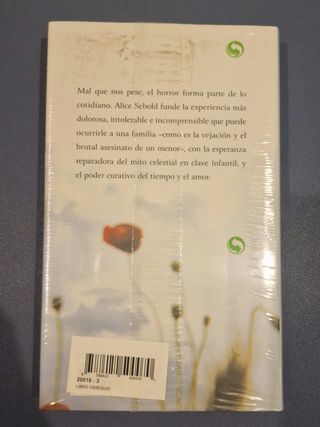 Mal que nos pese, el horror forma parte de lo
cotidiano. Alice Sebold funde la experiencia más
dolorosa, intolerable e incomprensible que puede
ocurrirle a una familia –como es la vejación y el
brutal asesinato de un menor–, con la esperanza
reparadora del mito celestial en clave infantil, y
el poder curativo del tiempo y el amor.
20016 - 3
LIBRO OBSEQUIO